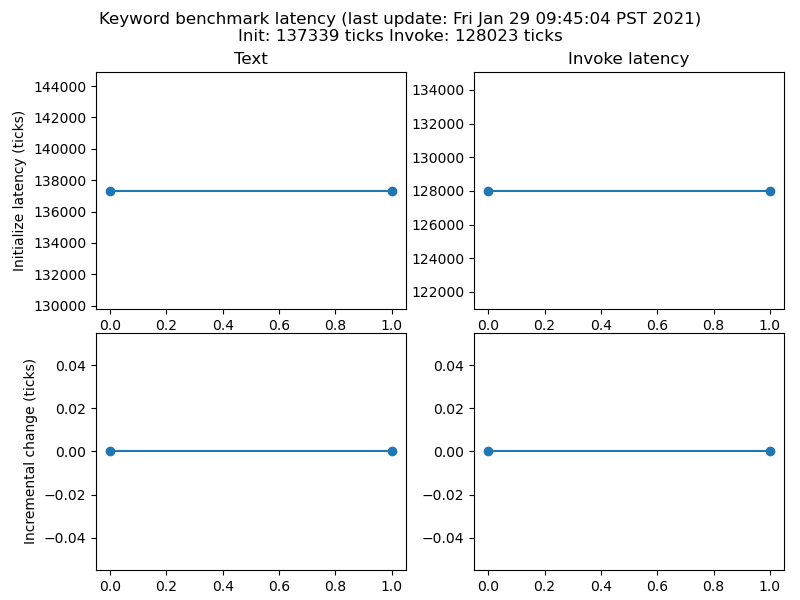 Keyword benchmark latency (last update: Fri Jan 29 09:45:04 PST 2021)
Init: 137339 ticks Invoke: 128023 ticks
Text
Initialize latency (ticks)
144000
142000
140000
138000
136000
134000
132000
130000
0.0 0.2 0.4 0.6 0.8 1.0
Invoke latency
134000
132000
130000
128000
126000
124000
122000
0.0 0.2 0.4 0.6 0.8 1.0
Incremental change (ticks)
0.04
0.02
0.00
−0.02
−0.04
0.0 0.2 0.4 0.6 0.8 1.0
0.04
0.02
0.00
−0.02
−0.04
0.0 0.2 0.4 0.6 0.8 1.0